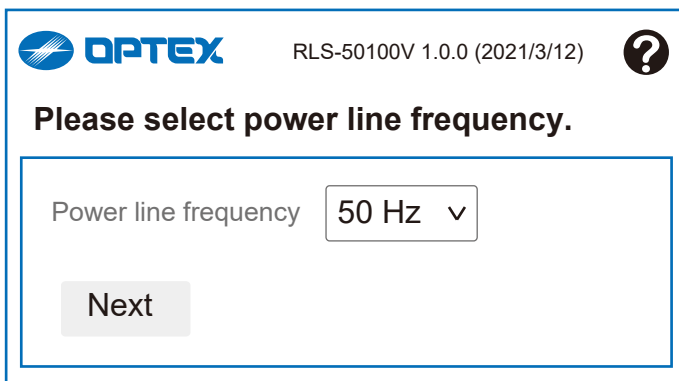 OPTEX RLS-50100V 1.0.0 (2021/3/12) ?
Please select power line frequency.
Power line frequency 50 Hz
Next